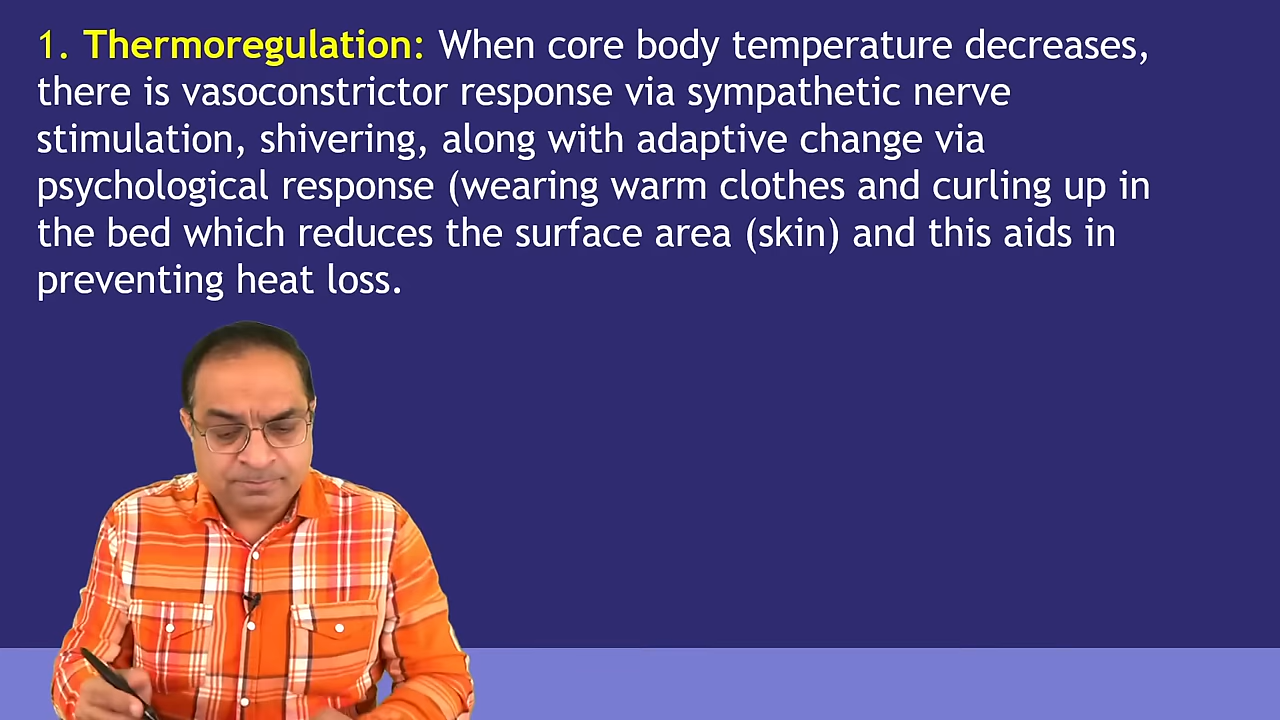 1. Thermoregulation: When core body temperature decreases,
there is vasoconstrictor response via sympathetic nerve
stimulation, shivering, along with adaptive change via
psychological response (wearing warm clothes and curling up in
the bed which reduces the surface area (skin) and this aids in
preventing heat loss.